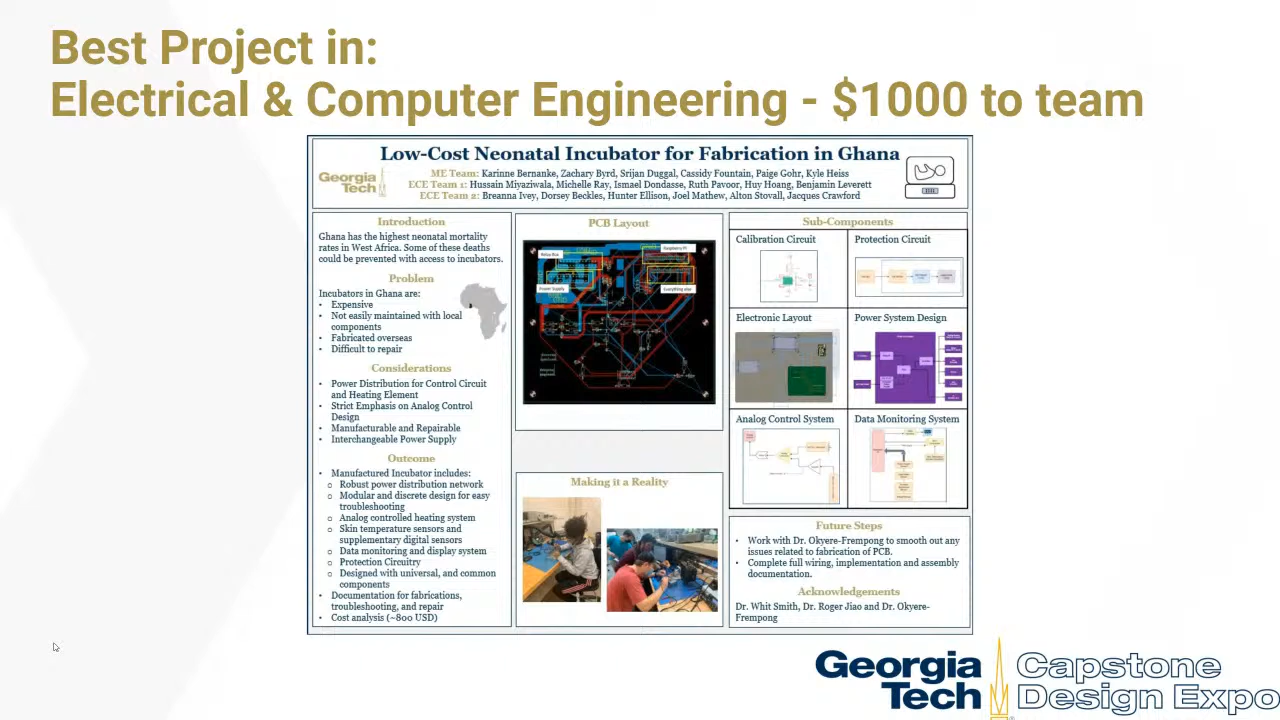 Best Project in:
Electrical & Computer Engineering - $1000 to team
Low-Cost Neonatal Incubator for Fabrication in Ghana
Georgia
Tech
ME Team: Karinne Bernanke, Zachary Byrd, Srijan Duggal, Cassidy Fountain, Paige Gohr, Kyle Heiss
ECE Team 1: Hussain Miyaziwala, Michelle Ray, Ismael Dondasse, Ruth Pavoor, Huy Hoang, Benjamin Leverett
ECE Team 2: Breanna Ivey, Dorsey Beckles, Hunter Ellison, Joel Mathew, Alton Stovall, Jacques Crawford
Introduction
Ghana has the highest neonatal mortality
rates in West Africa. Some of these deaths
could be prevented with access to incubators.
Problem
Incubators in Ghana are:
• Expensive
• Not easily maintained with local
components
• Fabricated overseas
• Difficult to repair
Considerations
• Power Distribution for Control Circuit
and Heating Element
• Strict Emphasis on Analog Control
Design
• Manufacturable and Repairable
• Interchangeable Power Supply
Outcome
• Manufactured Incubator includes:
o Robust power distribution network
o Modular and discrete design for easy
troubleshooting
o Analog controlled heating system
o Skin temperature sensors and
supplementary digital sensors
o Data monitoring and display system
o Protection Circuitry
o Designed with universal, and common
components
• Documentation for fabrications,
troubleshooting, and repair
• Cost analysis (~800 USD)
PCB Layout
Relay Bus
Raspberry Pi
Power Supply
Everything else
Making it a Reality
Sub-Components
Calibration Circuit
Protection Circuit
Electronic Layout
Power System Design
Analog Control System
Data Monitoring System
Future Steps
• Work with Dr. Okyere-Frempong to smooth out any
issues related to fabrication of PCB.
• Complete full wiring, implementation and assembly
documentation.
Acknowledgements
Dr. Whit Smith, Dr. Roger Jiao and Dr. Okyere-
Frempong
Georgia
Tech
Capstone
Design Expo